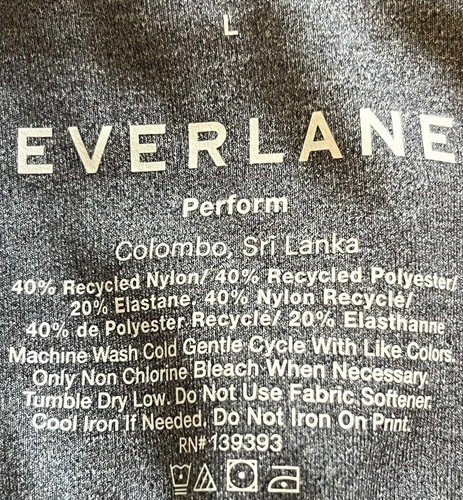 L
EVERLANE
Perform
Colombo, Sri Lanka
40% Recycled Nylon/ 40% Recycled Polyester/
20% Elastane, 40% Nylon Recyclé/
40% de Polyester Recyclé/ 20% Elasthanne
Machine Wash Cold Gentle Cycle With Like Colors.
Only Non Chlorine Bleach When Necessary.
Tumble Dry Low. Do Not Use Fabric Softener.
Cool Iron If Needed. Do Not Iron On Print.
RN# 139393